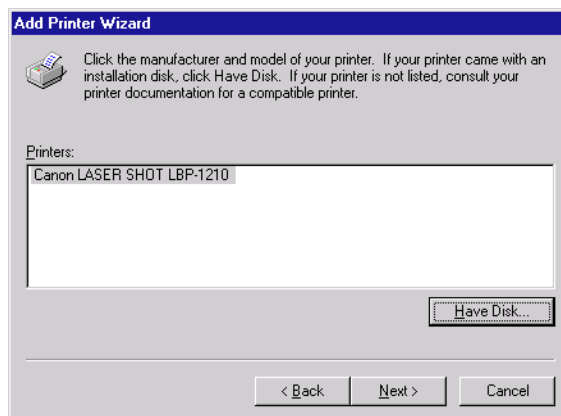 Add Printer Wizard
Click the manufacturer and model of your printer. If your printer came with an
installation disk, click Have Disk. If your printer is not listed, consult your
printer documentation for a compatible printer.
Printers:
Canon LASER SHOT LBP-1210
Have Disk...
< Back
Next >
Cancel